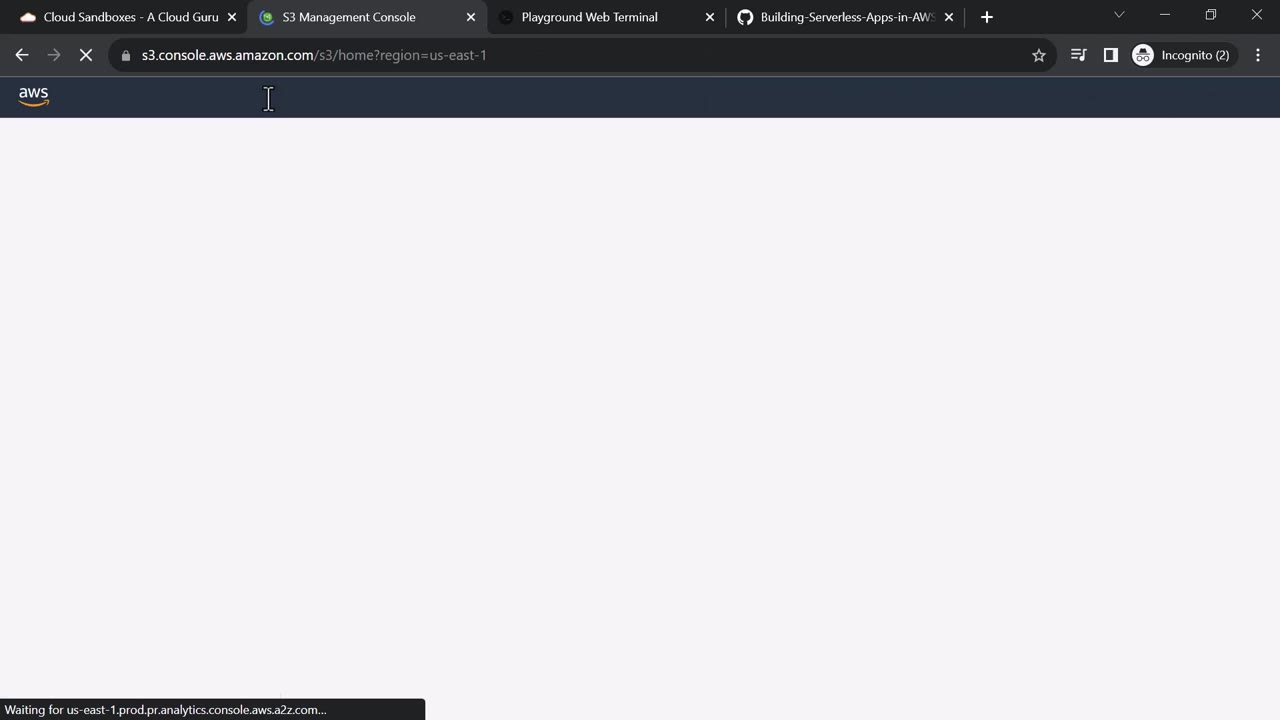 Cloud Sandboxes - A Cloud Guru
S3 Management Console
Playground Web Terminal
Building-Serverless-Apps-in-AWS
s3.console.aws.amazon.com/s3/home?region=us-east-1
Incognito (2)
aws
Waiting for us-east-1.prod.pr.analytics.console.aws.a2z.com...